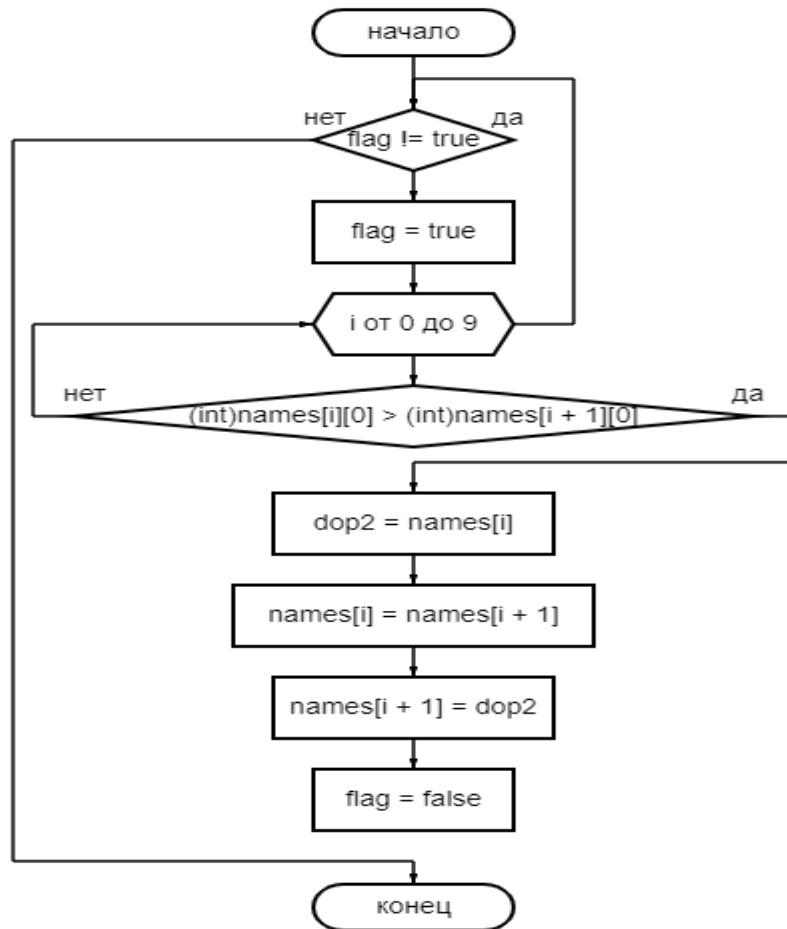 начало
нет
да
flag != true
flag = true
i от 0 до 9
нет
да
(int)names[i][0] > (int)names[i + 1][0]
dop2 = names[i]
names[i] = names[i + 1]
names[i + 1] = dop2
flag = false
конец